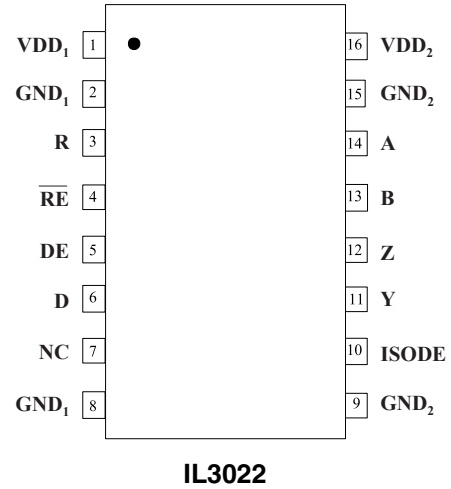 VDD₁ 1 16 VDD₂
GND₁ 2 15 GND₂
R 3 14 A
R̅E̅ 4 13 B
DE 5 12 Z
D 6 11 Y
NC 7 10 ISODE
GND₁ 8 9 GND₂
IL3022